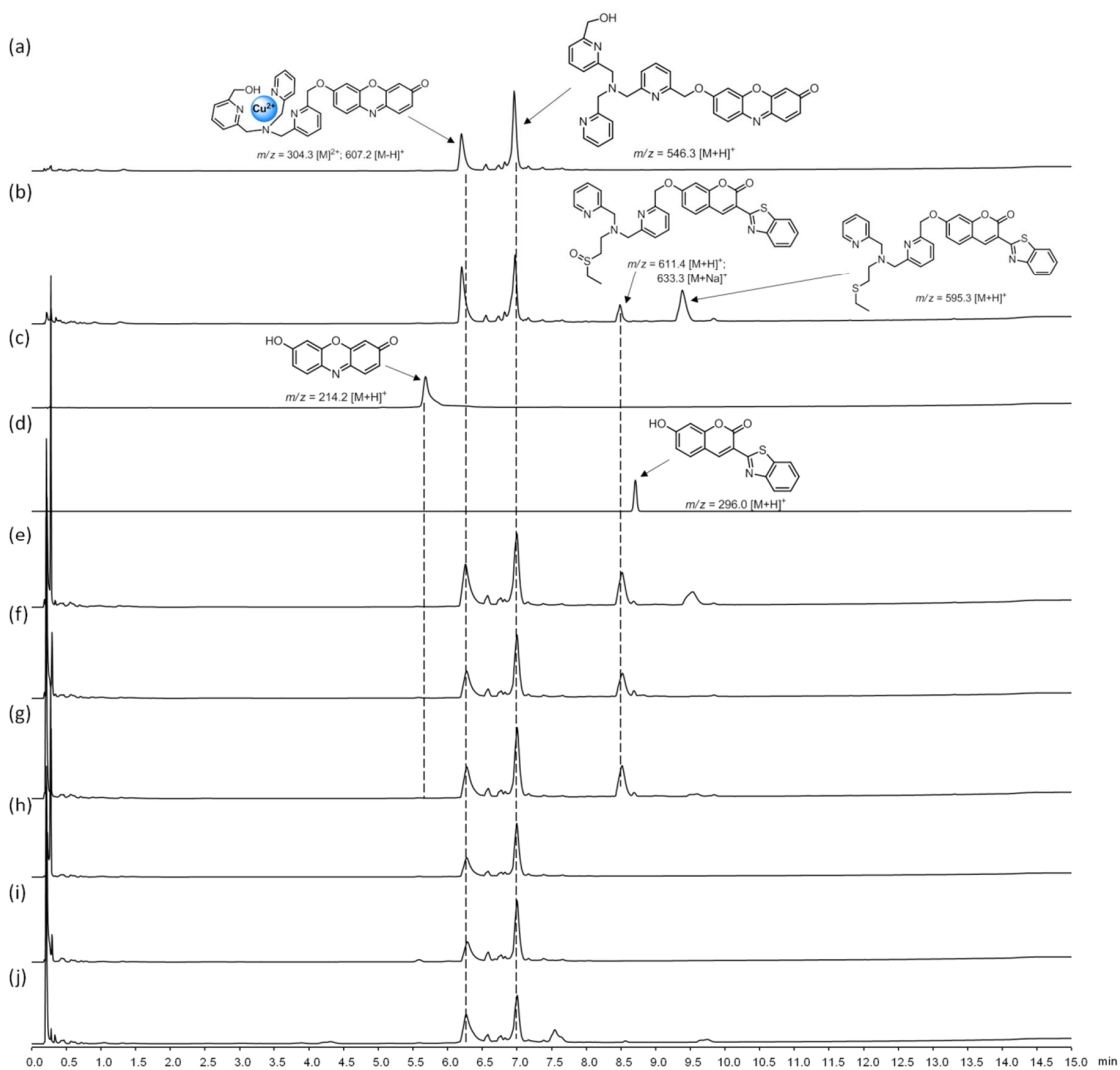 (a)
OH
N
N
N
N
O
O
N
O
m/z = 546.3 [M+H]⁺
OH
N
Cu²⁺
N
N
N
O
O
N
O
m/z = 304.3 [M]²⁺; 607.2 [M-H]⁺
(b)
N
N
N
O
O
O
S
N
O
S
m/z = 611.4 [M+H]⁺;
633.3 [M+Na]⁺
N
N
N
O
O
O
S
N
S
m/z = 595.3 [M+H]⁺
(c)
HO
O
O
N
m/z = 214.2 [M+H]⁺
(d)
HO
O
O
S
N
m/z = 296.0 [M+H]⁺
(e)
(f)
(g)
(h)
(i)
(j)
0.0 0.5 1.0 1.5 2.0 2.5 3.0 3.5 4.0 4.5 5.0 5.5 6.0 6.5 7.0 7.5 8.0 8.5 9.0 9.5 10.0 10.5 11.0 11.5 12.0 12.5 13.0 13.5 14.0 14.5 15.0 min